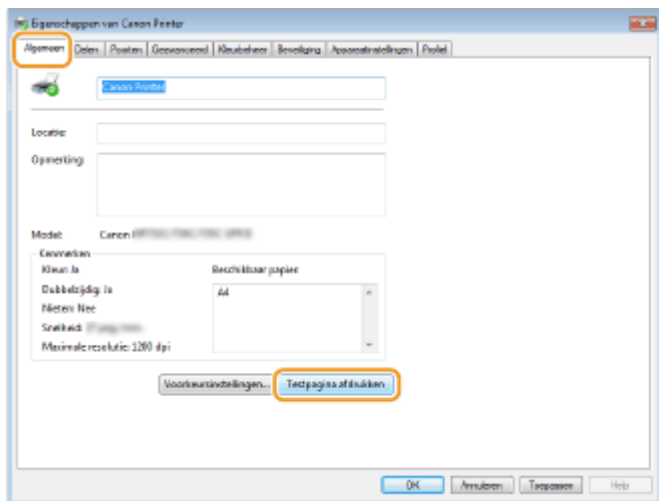 Eigenschappen van Canon Printer
Algemeen Delen Poorten Geavanceerd Kleurbeheer Beveiliging Apparaatinstellingen Profiel
Canon Printer
Locatie:
Opmerking:
Model: Canon
Kenmerken
Kleur: Ja Beschikbaar papier:
Dubbelzijdig: Ja A4
Nieten: Nee
Snelheid:
Maximale resolutie: 1200 dpi
Voorkeursinstellingen... Testpagina afdrukken
OK Annuleren Toepassen Help